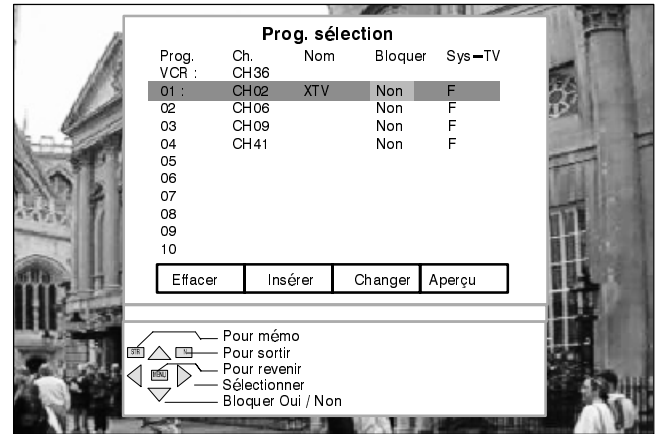 Prog. sélection
Prog. Ch. Nom Bloquer Sys–TV
VCR : CH36
01 : CH02 XTV Non F
02 CH06 Non F
03 CH09 Non F
04 CH41 Non F
05
06
07
08
09
10
Effacer Insérer Changer Aperçu
Pour mémo
STR N Pour sortir
MENU Pour revenir
Sélectionner
Bloquer Oui / Non